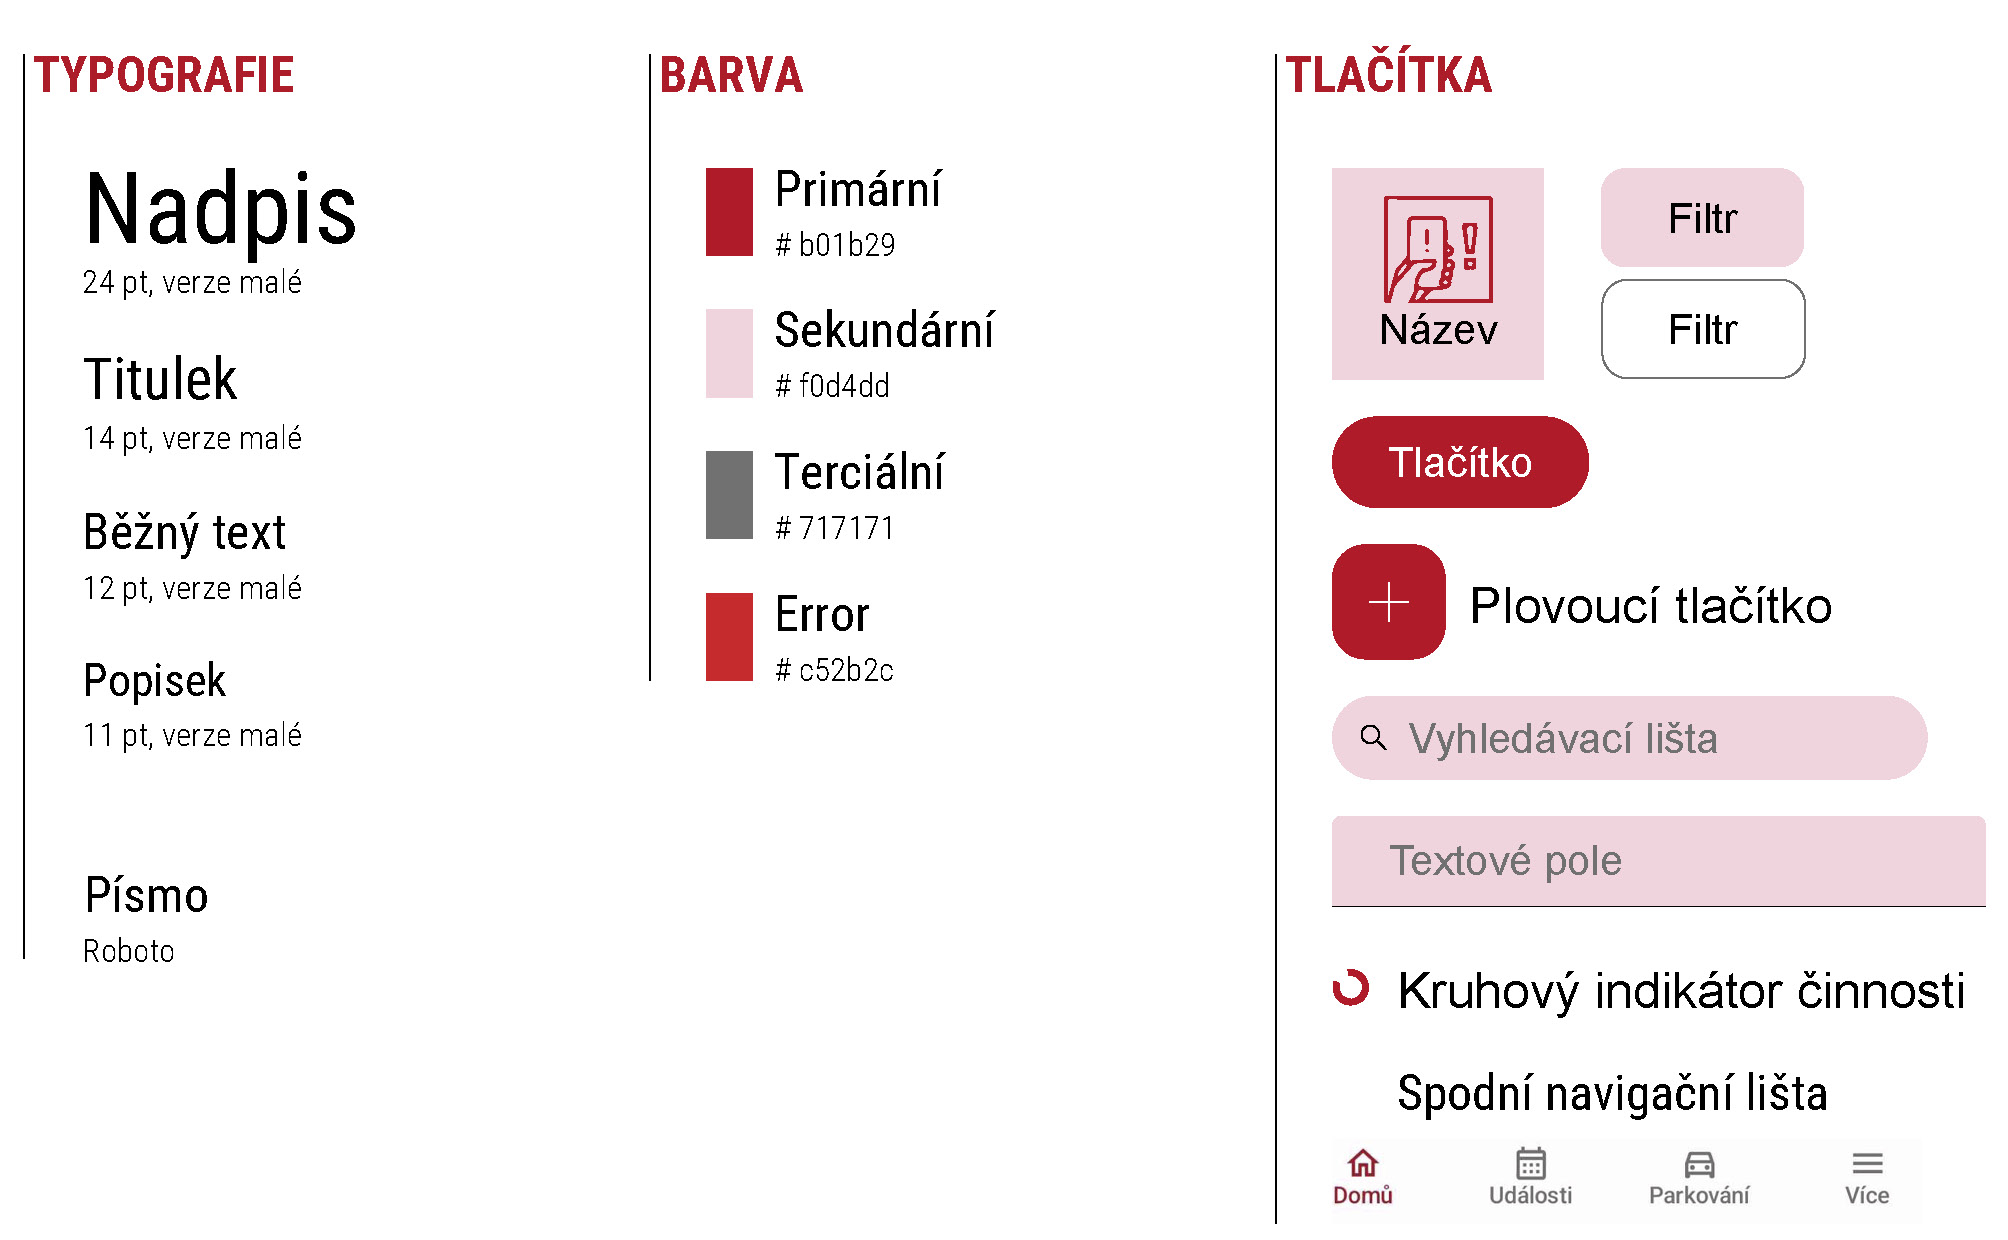 TYPOGRAFIE
Nadpis
24 pt, verze malé
Titulek
14 pt, verze malé
Běžný text
12 pt, verze malé
Popisek
11 pt, verze malé
Písmo
Roboto
BARVA
Primární
# b01b29
Sekundární
# f0d4dd
Terciální
# 717171
Error
# c52b2c
TLAČÍTKA
Název
Filtr
Filtr
Tlačítko
Plovoucí tlačítko
Vyhledávací lišta
Textové pole
Kruhový indikátor činnosti
Spodní navigační lišta
Domů
Události
Parkování
Více